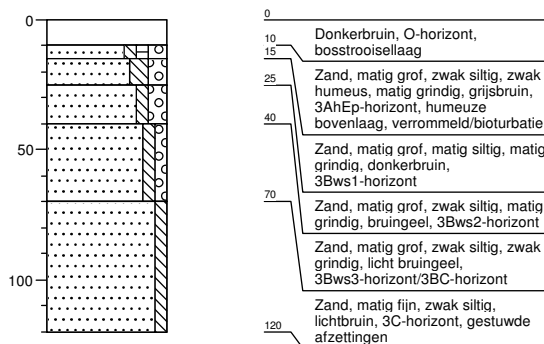 0
50
100
0
Donkerbruin, O-horizont,
bosstrooisellaag
10
Zand, matig grof, zwak siltig, zwak
humeus, matig grindig, grijsbruin,
3AhEp-horizont, humeuze
bovenlaag, verrommeld/bioturbatie
15
Zand, matig grof, matig siltig, matig
grindig, donkerbruin,
3Bws1-horizont
25
Zand, matig grof, zwak siltig, matig
grindig, bruingeel, 3Bws2-horizont
40
Zand, matig grof, zwak siltig, zwak
grindig, licht bruingeel,
3Bws3-horizont/3BC-horizont
70
Zand, matig fijn, zwak siltig,
lichtbruin, 3C-horizont, gestuwde
afzettingen
120